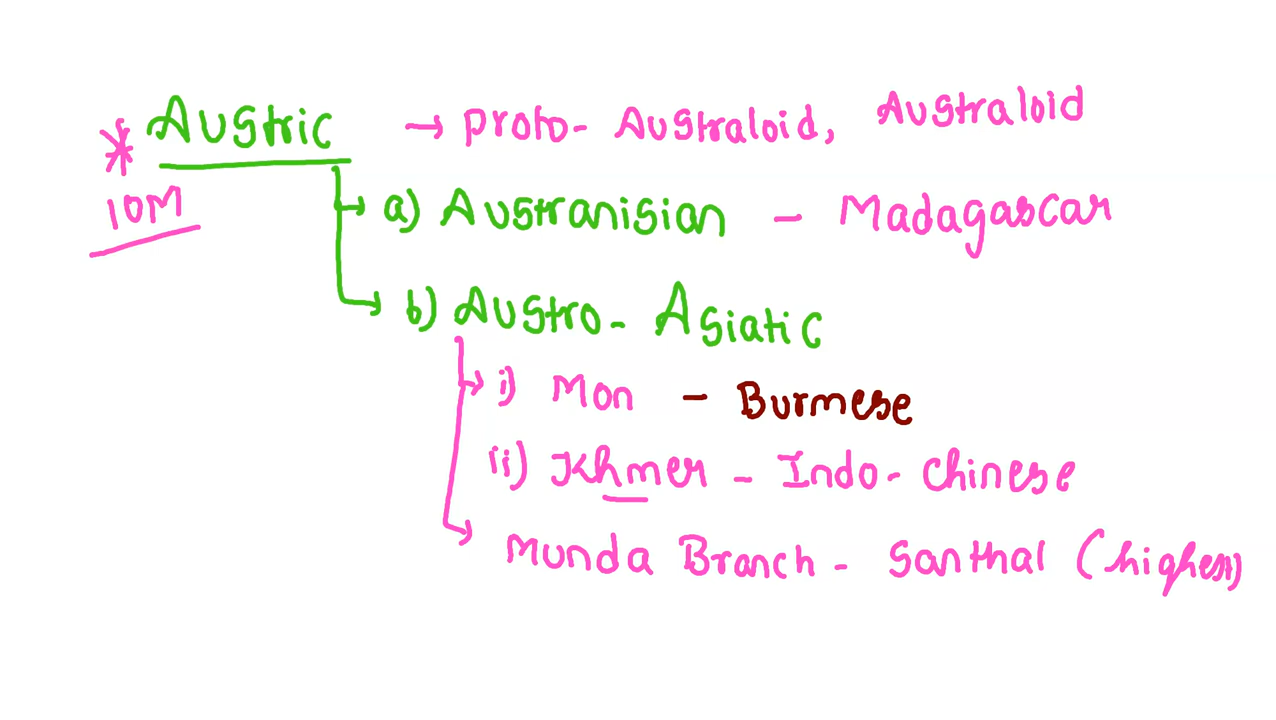 * Austric → Proto- Australoid, Australoid
10M
a) Austranisian - Madagascar
b) Austro- Asiatic
i) Mon - Burmese
ii) Khmer - Indo- Chinese
Munda Branch - Santhal (highest)